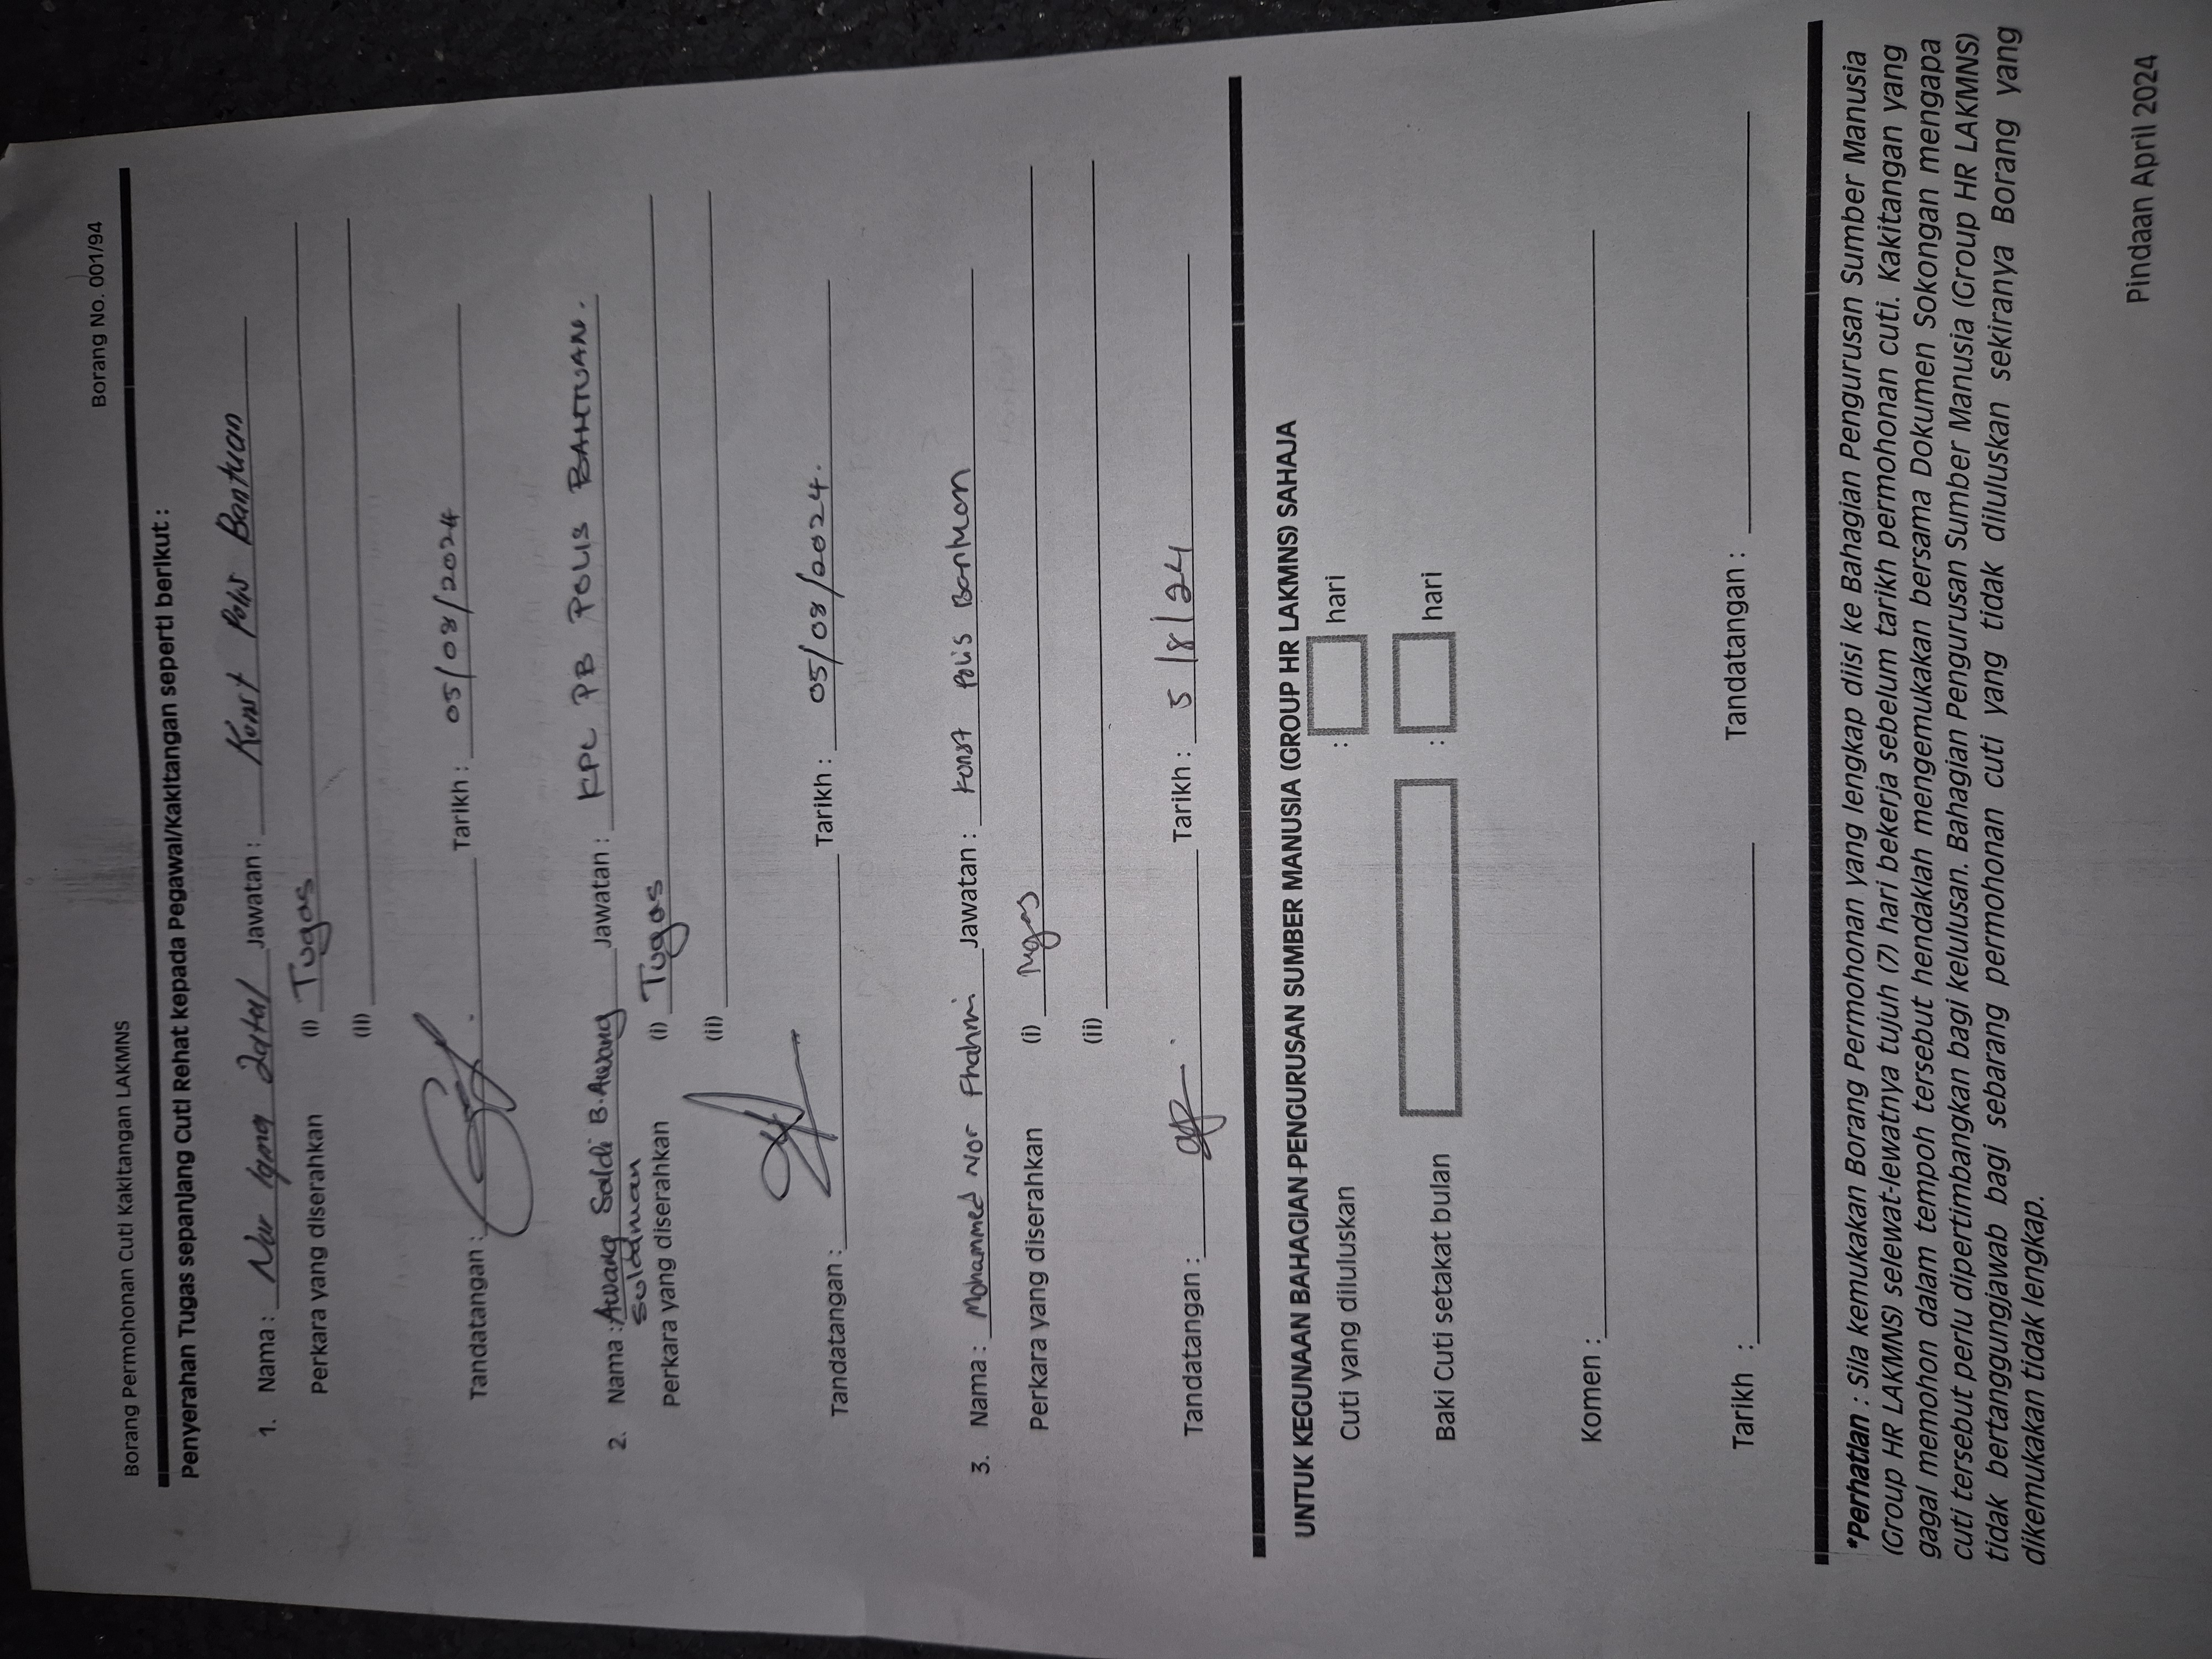 Borang Permohonan Cuti Kakitangan LAKMNS Borang No. 001/94
Penyerahan Tugas sepanjang Cuti Rehat kepada Pegawai/Kakitangan seperti berikut :
1. Nama : Nur Jawatan : Konst Polis Bantuan
Perkara yang diserahkan (i) Tugas
(ii)
Tandatangan : Tarikh : 05/08/2024
2. Nama : Awang Saldi B. Awang Jawatan : KPL PB POLIS BANTUAN.
Perkara yang diserahkan (i) Tugas
(ii)
Tandatangan : Tarikh : 05/08/2024.
3. Nama : Mohammed Nor Fhahmi Jawatan : Konst Polis Bantuan
Perkara yang diserahkan (i) Tugas
(ii)
Tandatangan : Tarikh : 5/8/24
UNTUK KEGUNAAN BAHAGIAN PENGURUSAN SUMBER MANUSIA (GROUP HR LAKMNS) SAHAJA
Cuti yang diluluskan : hari
Baki Cuti setakat bulan : hari
Komen :
Tarikh : Tandatangan :
*Perhatian : Sila kemukakan Borang Permohonan yang lengkap diisi ke Bahagian Pengurusan Sumber Manusia
(Group HR LAKMNS) selewat-lewatnya tujuh (7) hari bekerja sebelum tarikh permohonan cuti. Kakitangan yang
gagal memohon dalam tempoh tersebut hendaklah mengemukakan bersama Dokumen Sokongan mengapa
cuti tersebut perlu dipertimbangkan bagi kelulusan. Bahagian Pengurusan Sumber Manusia (Group HR LAKMNS)
tidak bertanggungjawab bagi sebarang permohonan cuti yang tidak diluluskan sekiranya Borang yang
dikemukakan tidak lengkap.
Pindaan April 2024